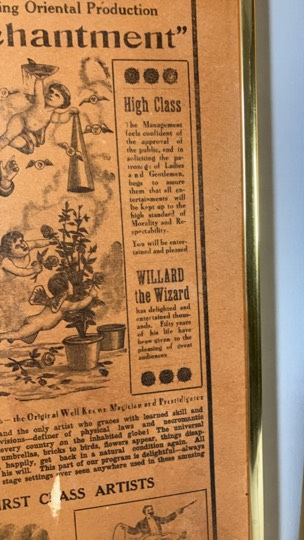 ing Oriental Production
chantment"
High Class
The Management
feels confident of
the approval of
the public, and in
soliciting the pa-
tronage of Ladies
and Gentlemen,
begs to assure
them that all en-
tertainments will
be kept up to the
high standard of
Morality and Re-
spectability.
You will be enter-
tained and pleased
WILLARD
the Wizard
has delighted and
entertained thous-
ands. Fifty years
of his life have
been given to the
pleasing of great
audiences
the Original Well Known Magician and Prestidigitator
and the only artist who graces with learned skill and
visions—definer of physical laws and necromantic
every country on the inhabited globe! The universal
umbrellas, bricks to birds, flowers appear, things disap-
happily, get back in a natural condition again. All
his will. This part of our program is delightful—always
stage settings ever seen anywhere used in these amusing
FIRST CLASS ARTISTS